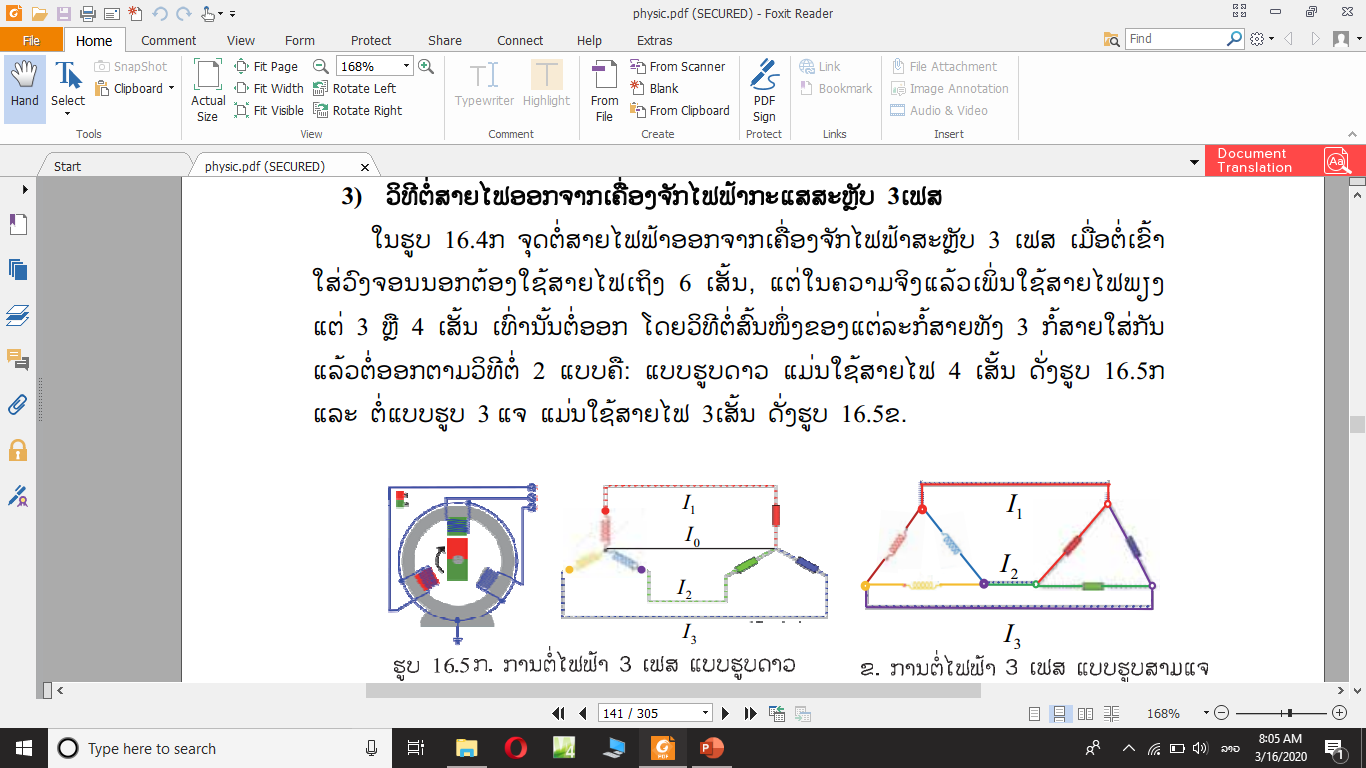 physic.pdf (SECURED) - Foxit Reader
File Home Comment View Form Protect Share Connect Help Extras
Find
Hand
Select
SnapShot
Clipboard
Tools
Actual Size
Fit Page
Fit Width
Fit Visible
168%
Rotate Left
Rotate Right
View
Typewriter
Highlight
Comment
From File
From Scanner
Blank
From Clipboard
Create
PDF Sign
Protect
Link
Bookmark
Links
File Attachment
Image Annotation
Audio & Video
Insert
Start
physic.pdf (SECURED)
Document
Translation
3) ວິທີຕໍ່ສາຍໄຟອອກຈາກເຄື່ອງຈັກໄຟຟ້າກະແສສະຫຼັບ 3ເຟສ
ໃນຮູບ 16.4ກ ຈຸດຕໍ່ສາຍໄຟຟ້າອອກຈາກເຄື່ອງຈັກໄຟຟ້າສະຫຼັບ 3 ເຟສ ເມື່ອຕໍ່ເຂົ້າ
ໃສ່ວົງຈອນນອກຕ້ອງໃຊ້ສາຍໄຟເຖິງ 6 ເສັ້ນ, ແຕ່ໃນຄວາມຈິງແລ້ວເພິ່ນໃຊ້ສາຍໄຟພຽງ
ແຕ່ 3 ຫຼື 4 ເສັ້ນ ເທົ່ານັ້ນຕໍ່ອອກ ໂດຍວິທີຕໍ່ສົ້ນໜຶ່ງຂອງແຕ່ລະກໍ້ສາຍທັງ 3 ກໍ້ສາຍໃສ່ກັນ
ແລ້ວຕໍ່ອອກຕາມວິທີຕໍ່ 2 ແບບຄື: ແບບຮູບດາວ ແມ່ນໃຊ້ສາຍໄຟ 4 ເສັ້ນ ດັ່ງຮູບ 16.5ກ
ແລະ ຕໍ່ແບບຮູບ 3 ແຈ ແມ່ນໃຊ້ສາຍໄຟ 3ເສັ້ນ ດັ່ງຮູບ 16.5ຂ.
I1
I0
I2
I3
I1
I2
I3
ຮູບ 16.5ກ. ການຕໍ່ໄຟຟ້າ 3 ເຟສ ແບບຮູບດາວ
ຂ. ການຕໍ່ໄຟຟ້າ 3 ເຟສ ແບບຮູບສາມແຈ
141 / 305
168%
Type here to search
ລາວ
8:05 AM
3/16/2020
1